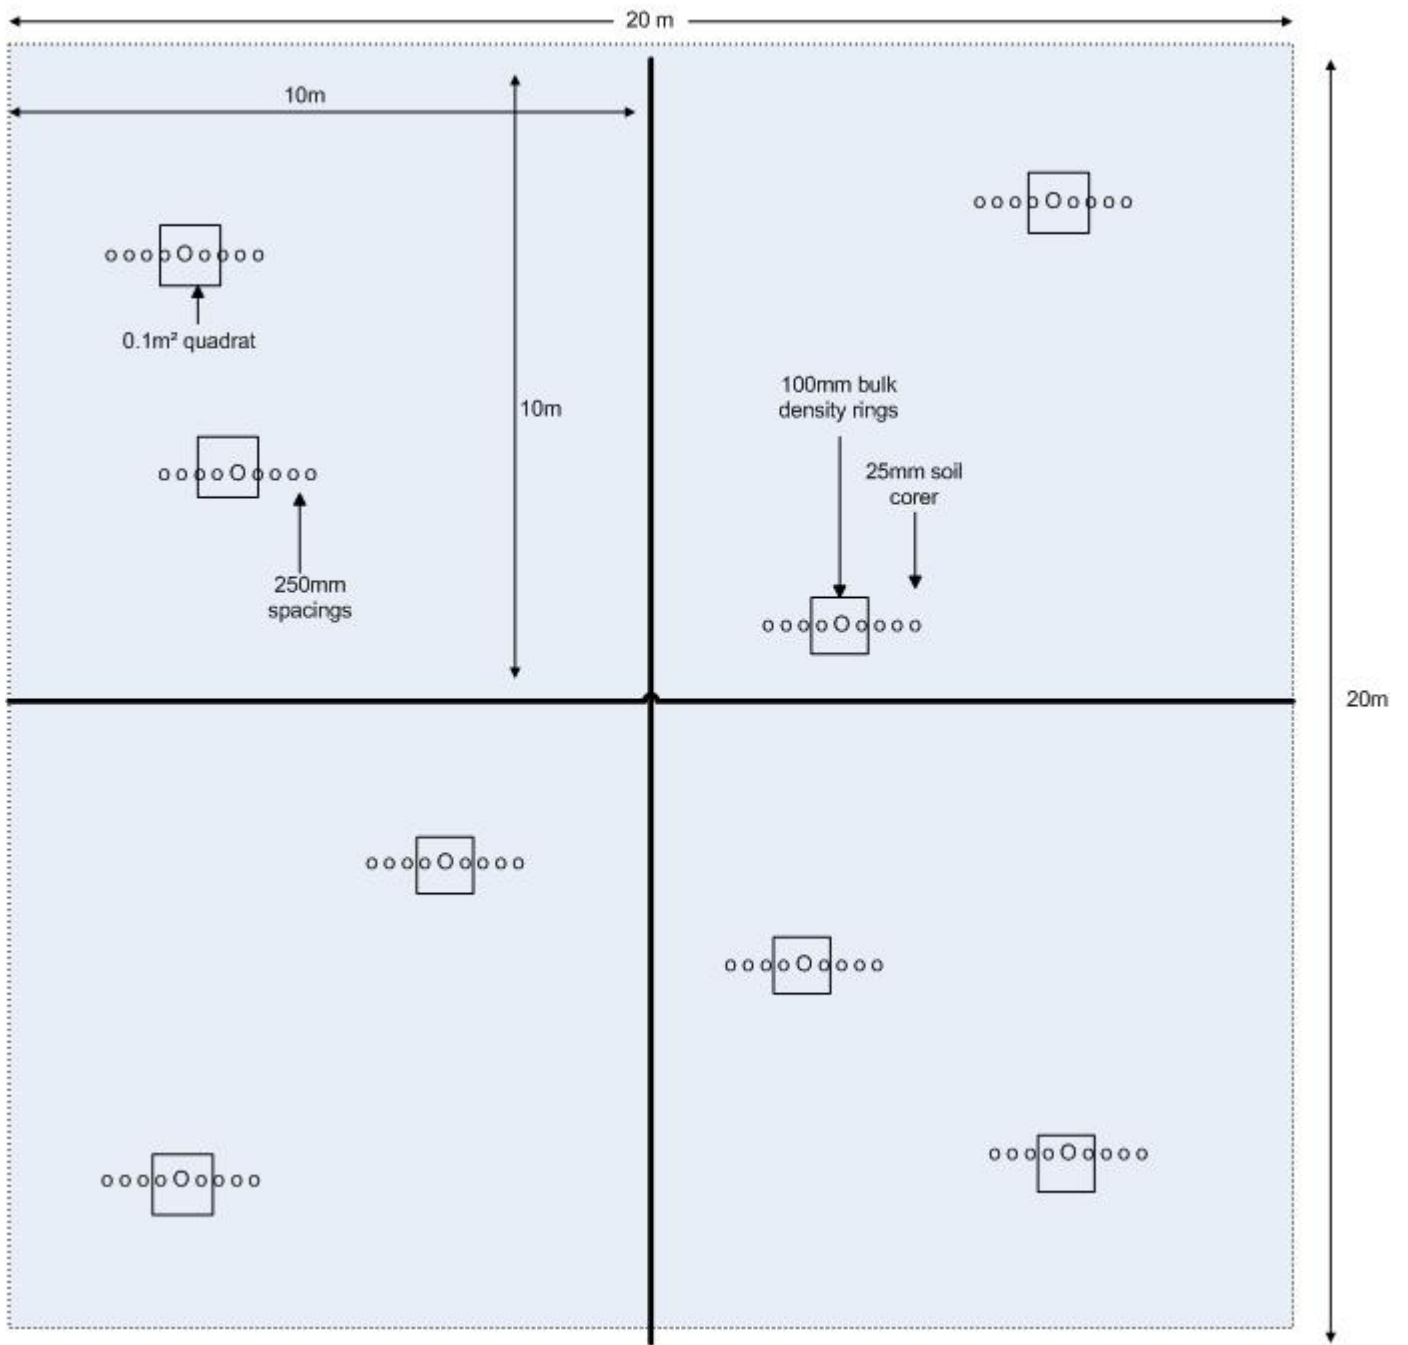 20 m
10m
0.1m² quadrat
10m
100mm bulk
density rings
25mm soil
corer
250mm
spacings
20m